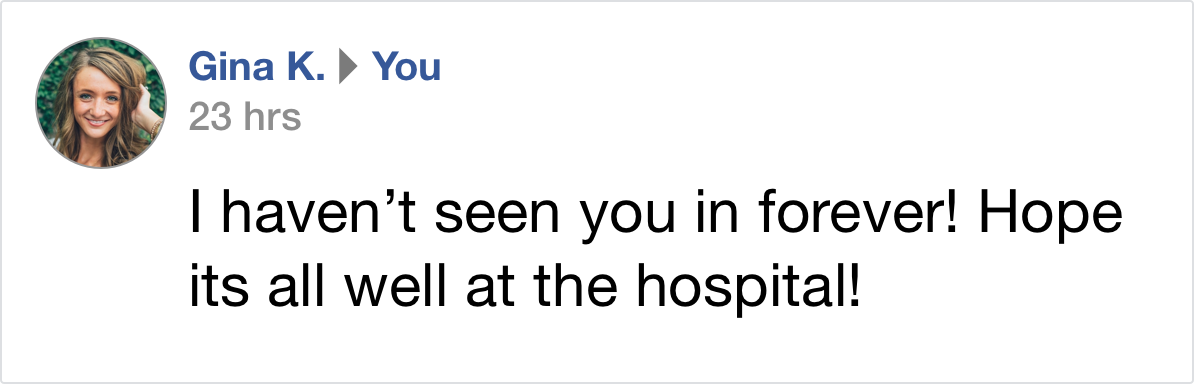 Gina K. You
23 hrs
I haven’t seen you in forever! Hope
its all well at the hospital!